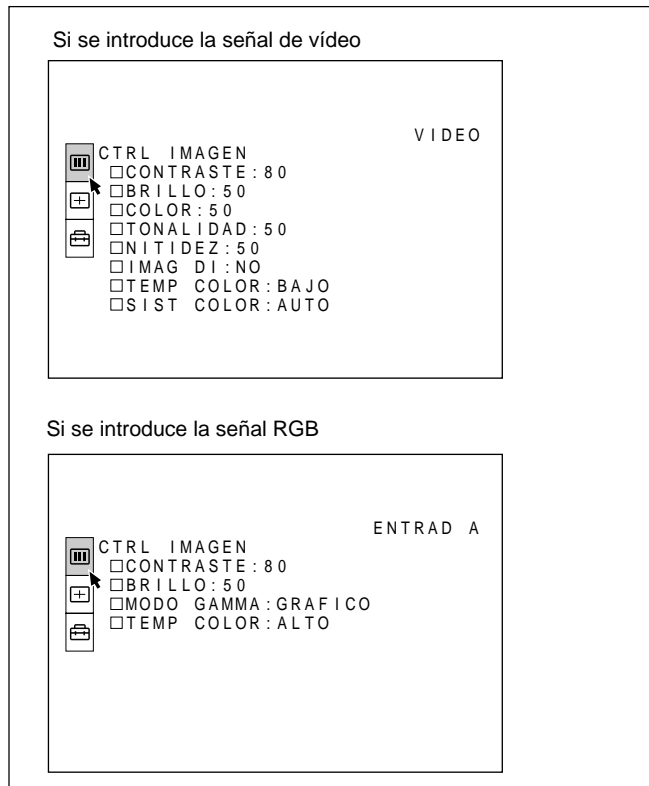 Si se introduce la señal de vídeo
VIDEO
CTRL IMAGEN
□CONTRASTE:80
□BRILLO:50
□COLOR:50
□TONALIDAD:50
□NITIDEZ:50
□IMAG DI:NO
□TEMP COLOR:BAJO
□SIST COLOR:AUTO
Si se introduce la señal RGB
ENTRAD A
CTRL IMAGEN
□CONTRASTE:80
□BRILLO:50
□MODO GAMMA:GRAFICO
□TEMP COLOR:ALTO